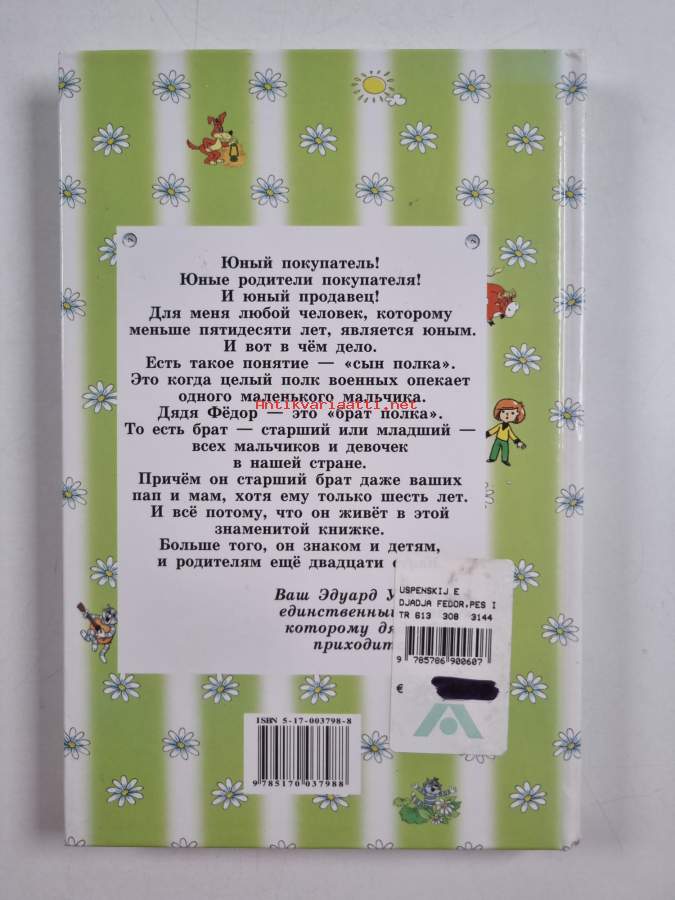 Юный покупатель!
Юные родители покупателя!
И юный продавец!
Для меня любой человек, которому
меньше пятидесяти лет, является юным.
И вот в чём дело.
Есть такое понятие — «сын полка».
Это когда целый полк военных опекает
одного маленького мальчика.
Antikvariaatti.net
Дядя Фёдор — это «брат полка».
То есть брат — старший или младший —
всех мальчиков и девочек
в нашей стране.
Причём он старший брат даже ваших
пап и мам, хотя ему только шесть лет.
И всё потому, что он живёт в этой
знаменитой книжке.
Больше того, он знаком и детям,
и родителям ещё двадцати
Ваш Эдуард У
единственный
которому дя
приходит
USPENSKIJ E
DJADJA FEDOR,PES I
TR 613 308 3144
9 785786 900607
€
ISBN 5-17-003798-8
9 785170 037988